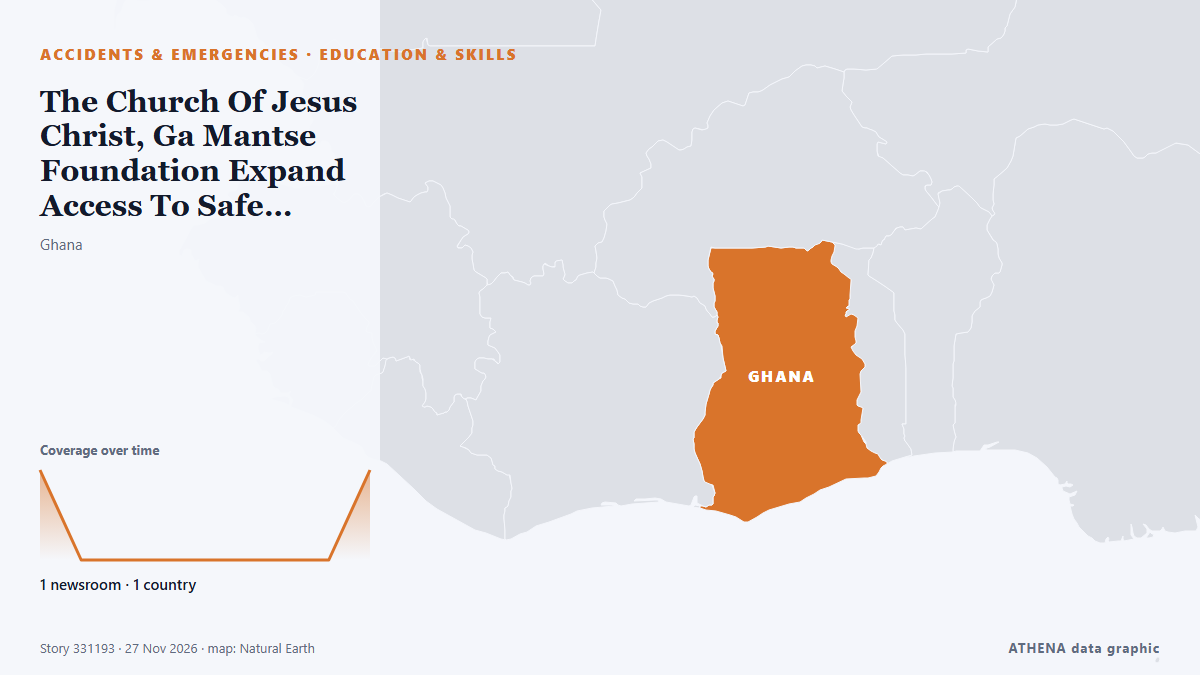 ACCIDENTS & EMERGENCIES · EDUCATION & SKILLS
The Church Of Jesus
Christ, Ga Mantse
Foundation Expand
Access To Safe...
Ghana
GHANA
Coverage over time
1 newsroom · 1 country
Story 331193 · 27 Nov 2026 · map: Natural Earth
ATHENA data graphic